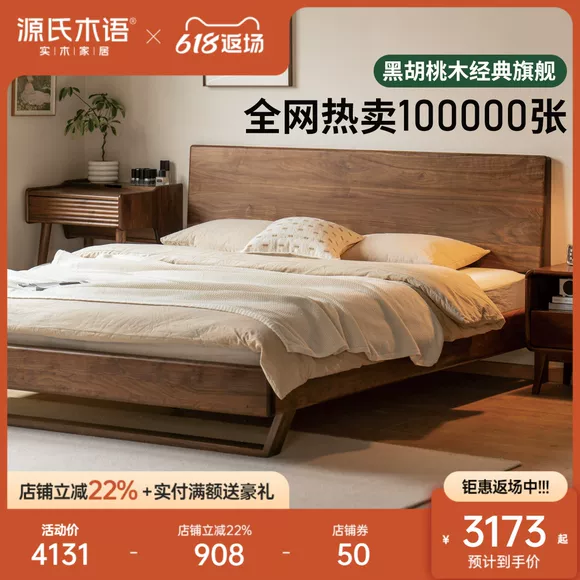 源氏木语®
实·木·家·居
×
618返场
黑胡桃木经典旗舰
全网热卖100000张
店铺立减22%+实付满额送豪礼
钜惠返场中!!!
活动价
4131
-
店铺立减22%
908
-
店铺券
50
¥3173起
预计到手价